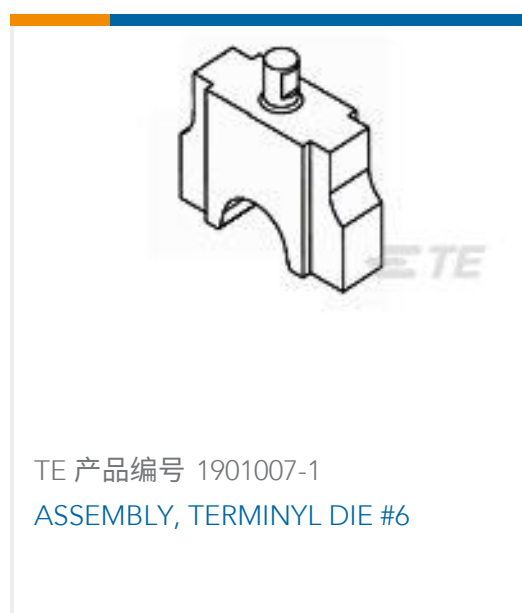 TE
TE 产品编号 1901007-1
ASSEMBLY, TERMINYL DIE #6